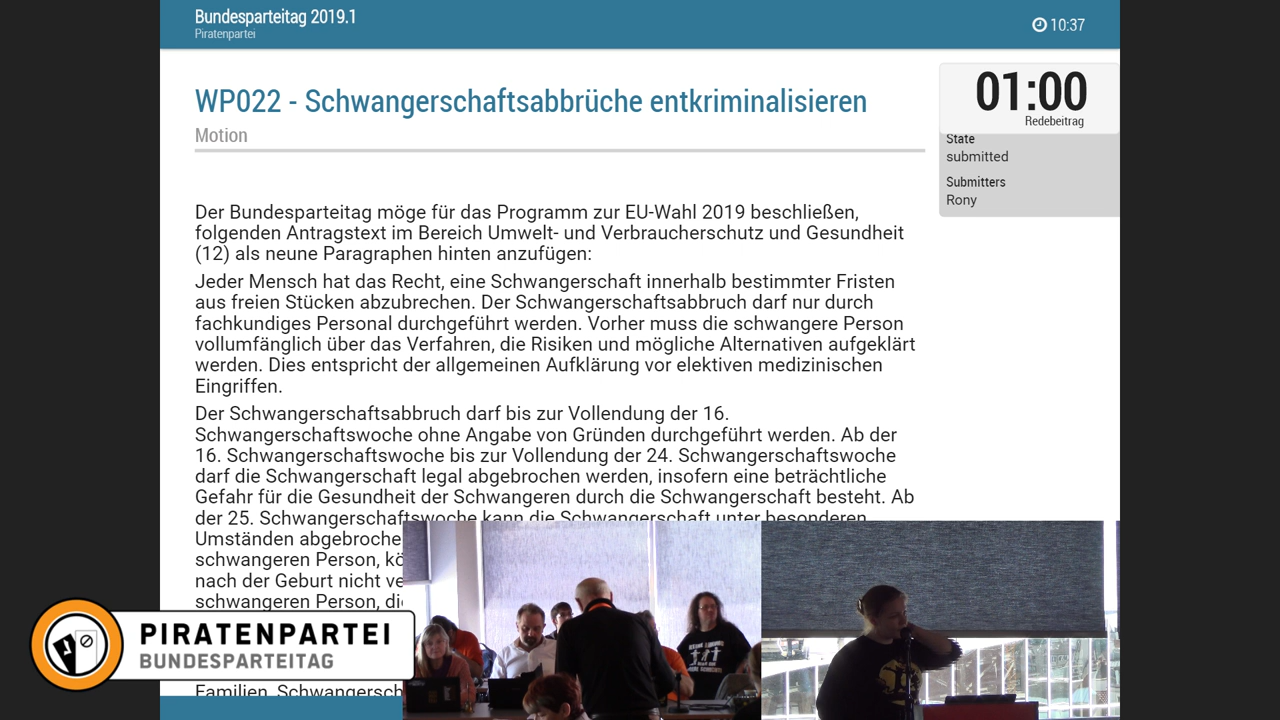 Bundesparteitag 2019.1
Piratenpartei
10:37
WP022 - Schwangerschaftsabbrüche entkriminalisieren
Motion
01:00
Redebeitrag
State
submitted
Submitters
Rony
Der Bundesparteitag möge für das Programm zur EU-Wahl 2019 beschließen,
folgenden Antragstext im Bereich Umwelt- und Verbraucherschutz und Gesundheit
(12) als neune Paragraphen hinten anzufügen:
Jeder Mensch hat das Recht, eine Schwangerschaft innerhalb bestimmter Fristen
aus freien Stücken abzubrechen. Der Schwangerschaftsabbruch darf nur durch
fachkundiges Personal durchgeführt werden. Vorher muss die schwangere Person
vollumfänglich über das Verfahren, die Risiken und mögliche Alternativen aufgeklärt
werden. Dies entspricht der allgemeinen Aufklärung vor elektiven medizinischen
Eingriffen.
Der Schwangerschaftsabbruch darf bis zur Vollendung der 16.
Schwangerschaftswoche ohne Angabe von Gründen durchgeführt werden. Ab der
16. Schwangerschaftswoche bis zur Vollendung der 24. Schwangerschaftswoche
darf die Schwangerschaft legal abgebrochen werden, insofern eine beträchtliche
Gefahr für die Gesundheit der Schwangeren durch die Schwangerschaft besteht. Ab
der 25. Schwangerschaftswoche kann die Schwangerschaft unter besonderen
Umständen abgebroche
schwangeren Person, kö
nach der Geburt nicht ve
schwangeren Person, di
PIRATENPARTEI
BUNDESPARTEITAG
Familien, Schwangersch